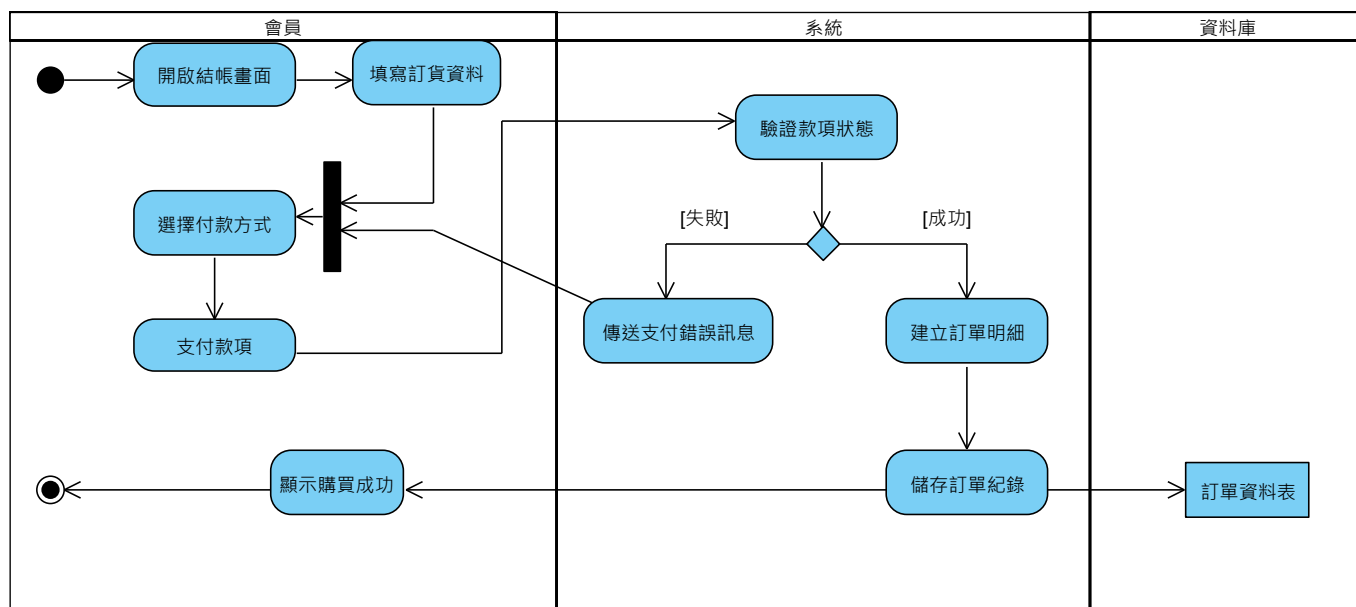 會員
系統
資料庫
開啟結帳畫面
填寫訂貨資料
驗證款項狀態
選擇付款方式
[失敗]
[成功]
支付款項
傳送支付錯誤訊息
建立訂單明細
顯示購買成功
儲存訂單紀錄
訂單資料表